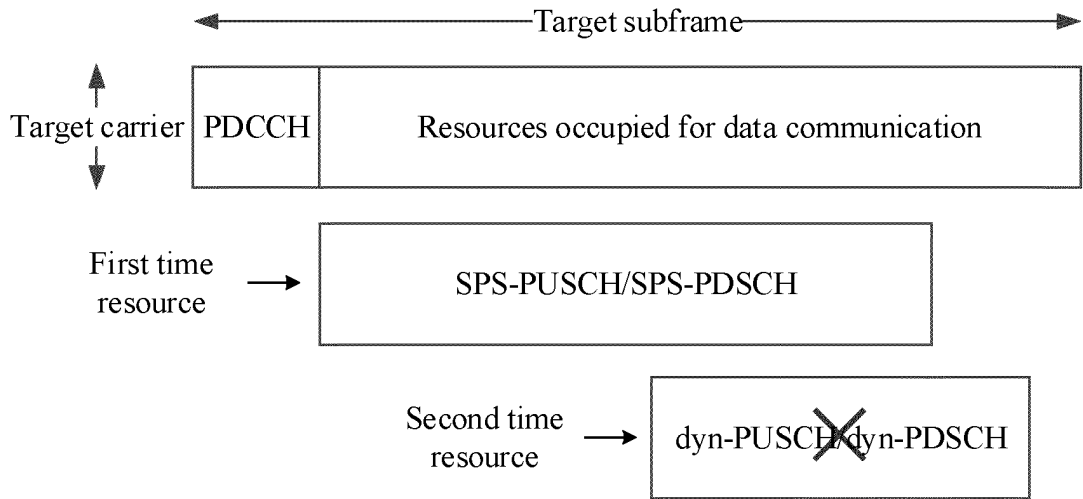 Target subframe
Target carrier
PDCCH
Resources occupied for data communication
First time
resource
SPS-PUSCH/SPS-PDSCH
Second time
resource
dyn-PUSCH/dyn-PDSCH